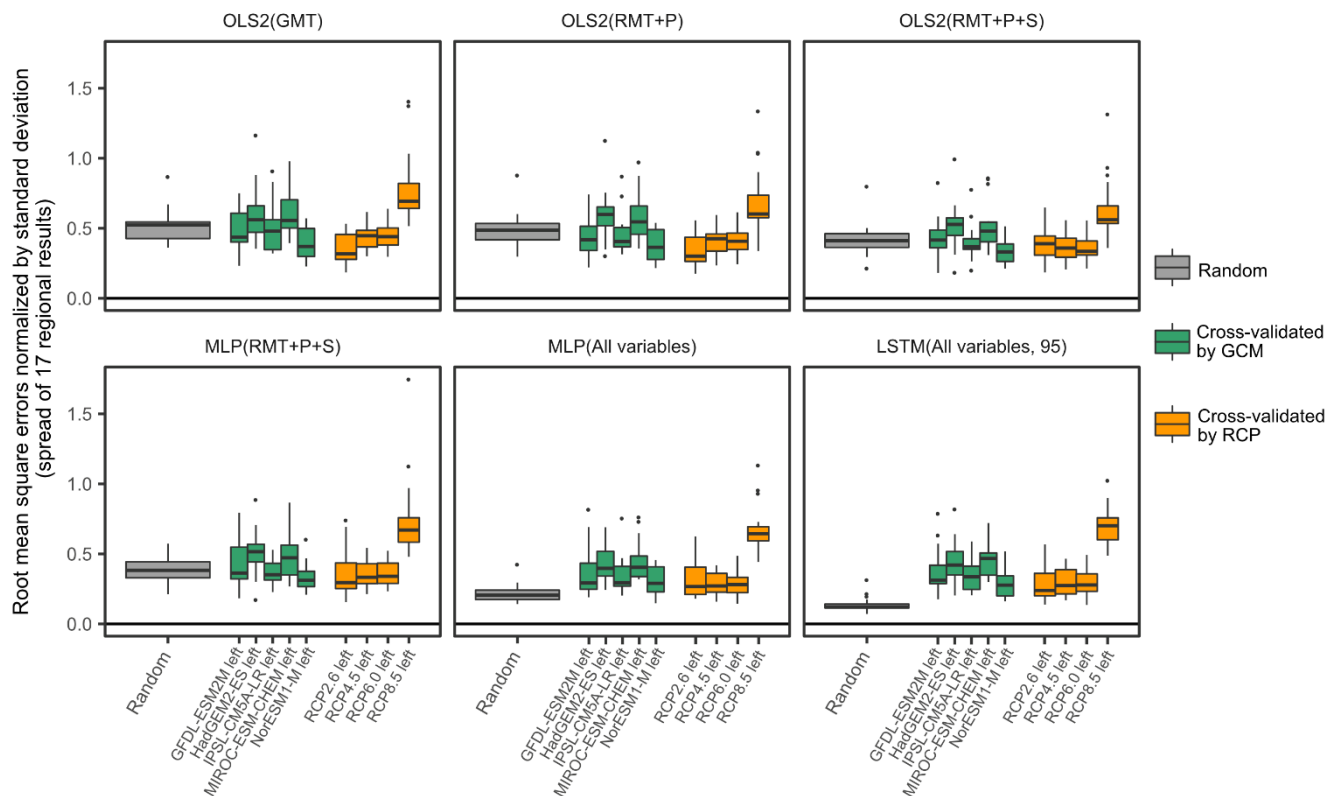 OLS2(GMT)
OLS2(RMT+P)
OLS2(RMT+P+S)
Root mean square errors normalized by standard deviation
(spread of 17 regional results)
1.5
1.0
0.5
0.0
MLP(RMT+P+S)
MLP(All variables)
LSTM(All variables, 95)
1.5
1.0
0.5
0.0
Random
GFDL-ESM2M left
HadGEM2-ES left
IPSL-CM5A-LR left
MIROC-ESM-CHEM left
NorESM1-M left
RCP2.6 left
RCP4.5 left
RCP6.0 left
RCP8.5 left
Random
GFDL-ESM2M left
HadGEM2-ES left
IPSL-CM5A-LR left
MIROC-ESM-CHEM left
NorESM1-M left
RCP2.6 left
RCP4.5 left
RCP6.0 left
RCP8.5 left
Random
GFDL-ESM2M left
HadGEM2-ES left
IPSL-CM5A-LR left
MIROC-ESM-CHEM left
NorESM1-M left
RCP2.6 left
RCP4.5 left
RCP6.0 left
RCP8.5 left
Random
Cross-validated
by GCM
Cross-validated
by RCP